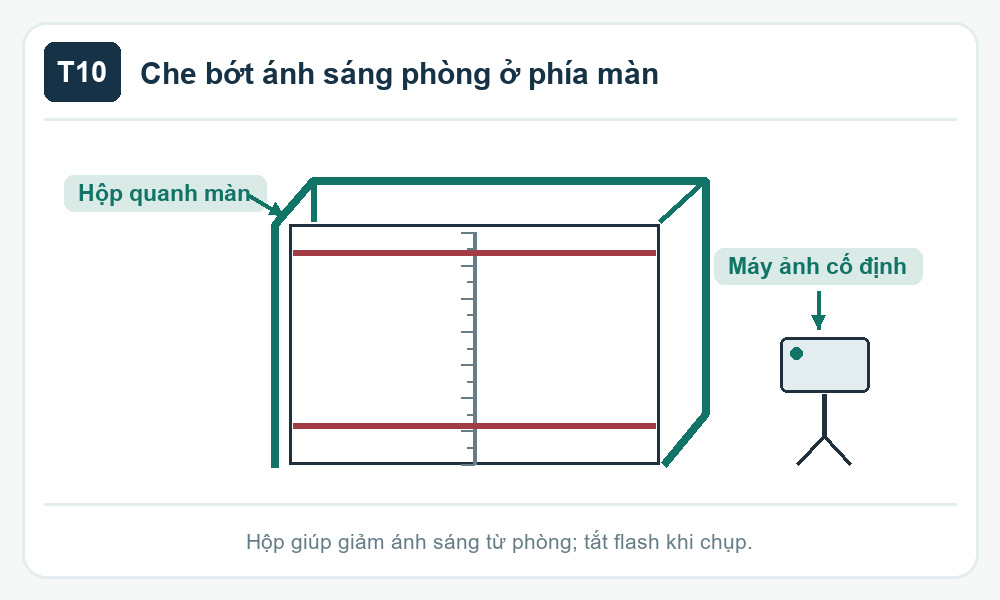 T10
Che bớt ánh sáng phòng ở phía màn
Hộp quanh màn
Máy ảnh cố định
Hộp giúp giảm ánh sáng từ phòng; tắt flash khi chụp.